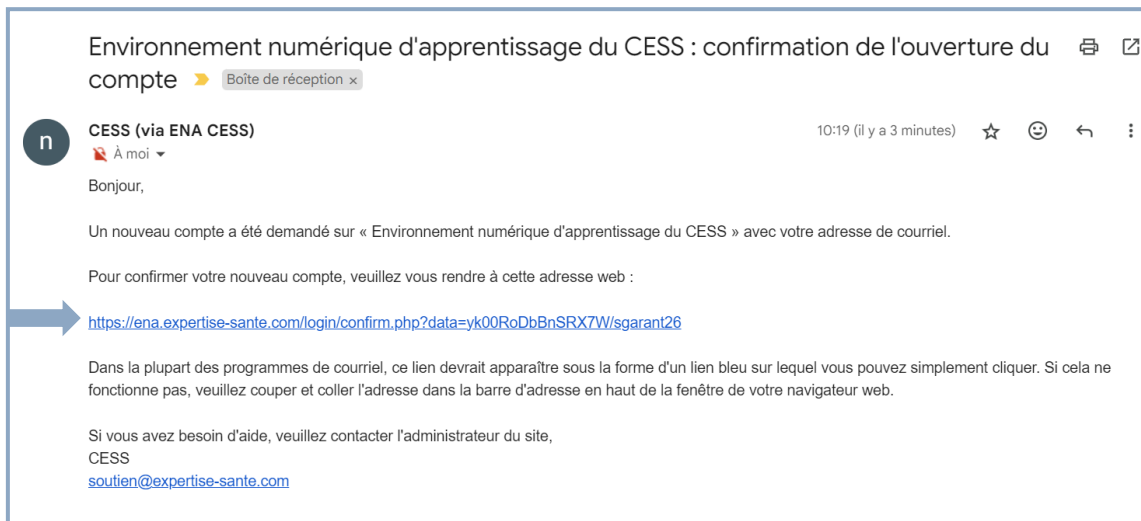 Environnement numérique d'apprentissage du CESS : confirmation de l'ouverture du
compte Boîte de réception ×
n
CESS (via ENA CESS) 10:19 (il y a 3 minutes)
À moi
Bonjour,
Un nouveau compte a été demandé sur « Environnement numérique d'apprentissage du CESS » avec votre adresse de courriel.
Pour confirmer votre nouveau compte, veuillez vous rendre à cette adresse web :
https://ena.expertise-sante.com/login/confirm.php?data=yk00RoDbBnSRX7W/sgarant26
Dans la plupart des programmes de courriel, ce lien devrait apparaître sous la forme d'un lien bleu sur lequel vous pouvez simplement cliquer. Si cela ne
fonctionne pas, veuillez couper et coller l'adresse dans la barre d'adresse en haut de la fenêtre de votre navigateur web.
Si vous avez besoin d'aide, veuillez contacter l'administrateur du site,
CESS
soutien@expertise-sante.com